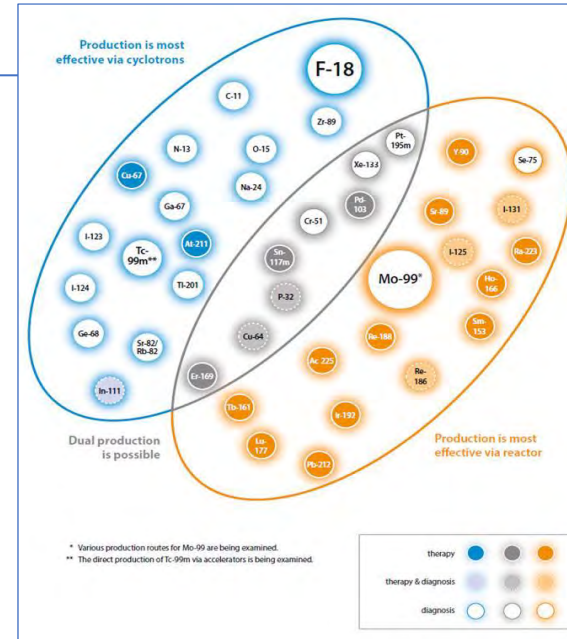 Production is most
effective via cyclotrons
F-18
C-11
Zr-89
Pt-
195m
N-13
O-15
Xe-133
Y-90
Se-75
Cu-67
Na-24
Pd-
103
Ga-67
Cr-51
Sr-89
I-131
I-123
Tc-
99m**
At-211
Sn-
117m
I-125
Ra-223
Mo-99*
Ho-
166
I-124
Tl-201
P-32
Sm-
153
Ge-68
Sr-82/
Rb-82
Cu-64
Re-188
Ac 225
Re-
186
In-111
Er-169
Tb-161
Ir-192
Dual production
is possible
Lu-
177
Pb-212
Production is most
effective via reactor
* Various production routes for Mo-99 are being examined.
** The direct production of Tc-99m via accelerators is being examined.
therapy
therapy & diagnosis
diagnosis